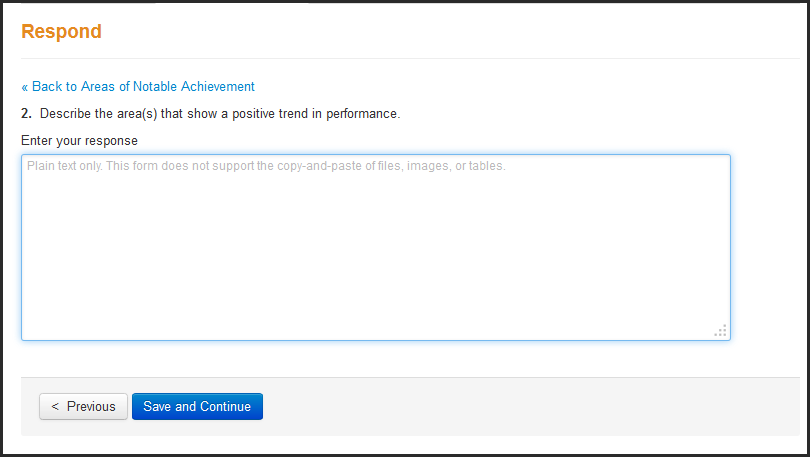 Respond
« Back to Areas of Notable Achievement
2. Describe the area(s) that show a positive trend in performance.
Enter your response
Plain text only. This form does not support the copy-and-paste of files, images, or tables.
< Previous
Save and Continue